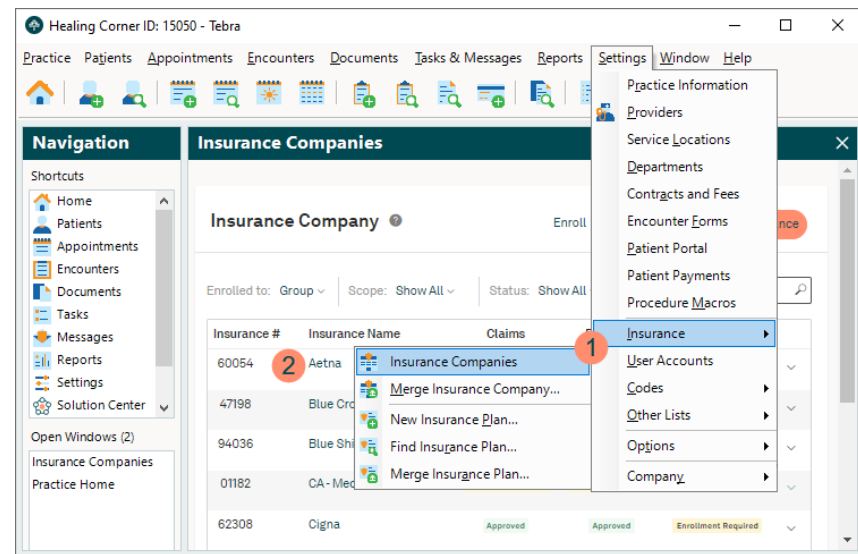 Healing Corner ID: 15050 - Tebra
Practice Patients Appointments Encounters Documents Tasks & Messages Reports Settings Window Help
Navigation
Shortcuts
Home
Patients
Appointments
Encounters
Documents
Tasks
Messages
Reports
Settings
Solution Center
Open Windows (2)
Insurance Companies
Practice Home
Insurance Companies
Insurance Company
Enroll
Enrolled to: Group Scope: Show All Status: Show All
Insurance # Insurance Name Claims
60054 Aetna
47198 Blue Cro
94036 Blue Shi
01182 CA - Med
62308 Cigna Approved Approved Enrollment Required
Practice Information
Providers
Service Locations
Departments
Contracts and Fees
Encounter Forms
Patient Portal
Patient Payments
Procedure Macros
Insurance
User Accounts
Codes
Other Lists
Options
Company
1
2
Insurance Companies
Merge Insurance Company...
New Insurance Plan...
Find Insurance Plan...
Merge Insurance Plan...